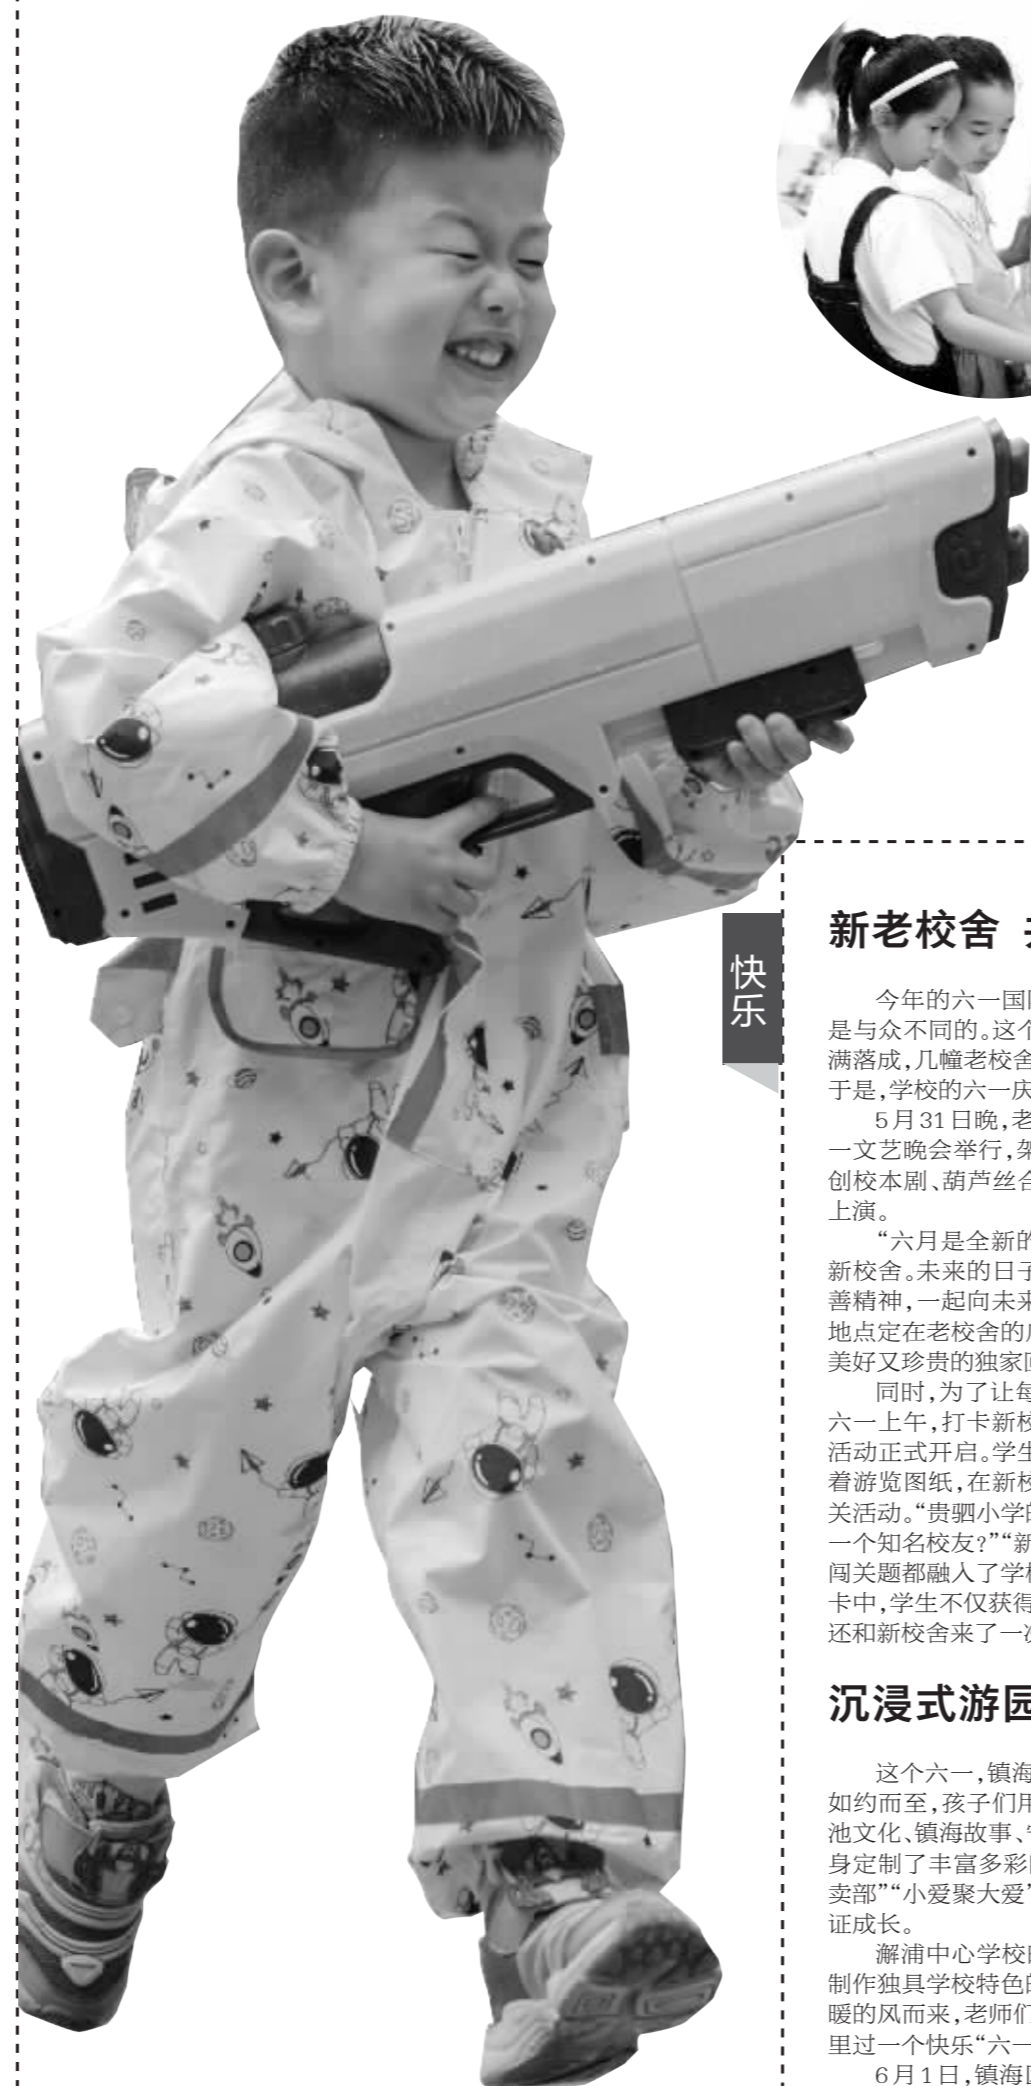 快乐
新老校舍
今年的六一国
是与众不同的。这个
满落成，几幢老校舍
于是，学校的六一庆
5月31日晚，老
一文艺晚会举行，架
创校本剧、葫芦丝合
上演。
“六月是全新的
新校舍。未来的日子
善精神，一起向未来
地点定在老校舍的
美好又珍贵的独家
同时，为了让每
六一上午，打卡新校
活动正式开启。学生
着游览图纸，在新校
关活动。“贵驷小学的
一个知名校友？”“新
闯关题都融入了学校
卡中，学生不仅获得
还和新校舍来了一次
沉浸式游园
这个六一，镇海
如约而至，孩子们用
池文化、镇海故事、
身定制了丰富多彩
卖部”“小爱聚大爱”
证成长。
澥浦中心学校
制作独具学校特色的
暖的风而来，老师们
里过一个快乐“六一
6月1日，镇海区